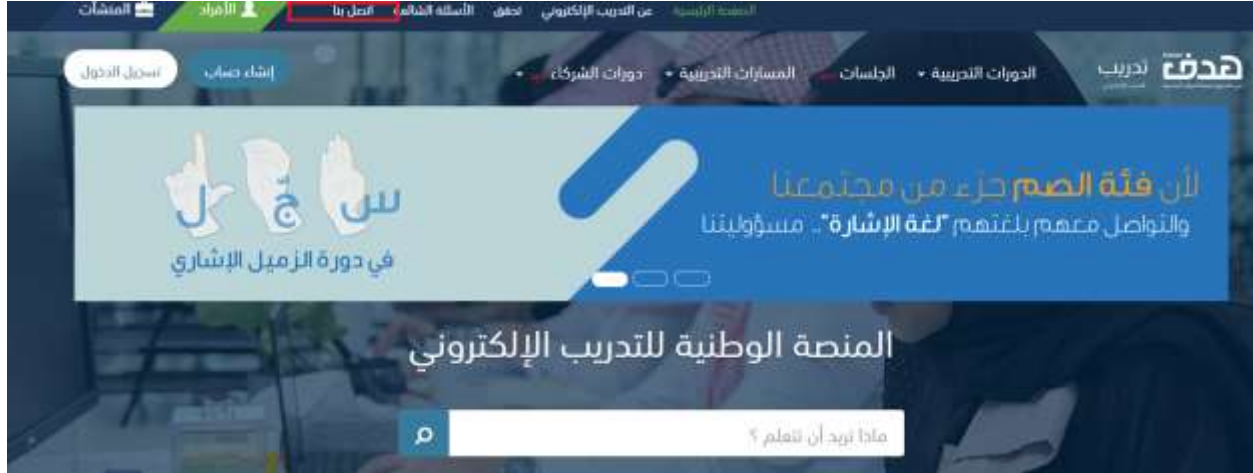 الصفحة الرئيسية عن التدريب الإلكتروني تحقق الأسئلة الشائعة اتصل بنا الأفراد المنشآت
هدف تدريب الدورات التدريبية الجلسات المسارات التدريبية دورات الشركاء إنشاء حساب تسجيل الدخول
لأن فئة الصم جزء من مجتمعنا
والتواصل معهم بلغتهم "لغة الإشارة".. مسؤوليتنا
س جّ ل
في دورة الزميل الإشاري
المنصة الوطنية للتدريب الإلكتروني
ماذا تريد أن تتعلم ؟